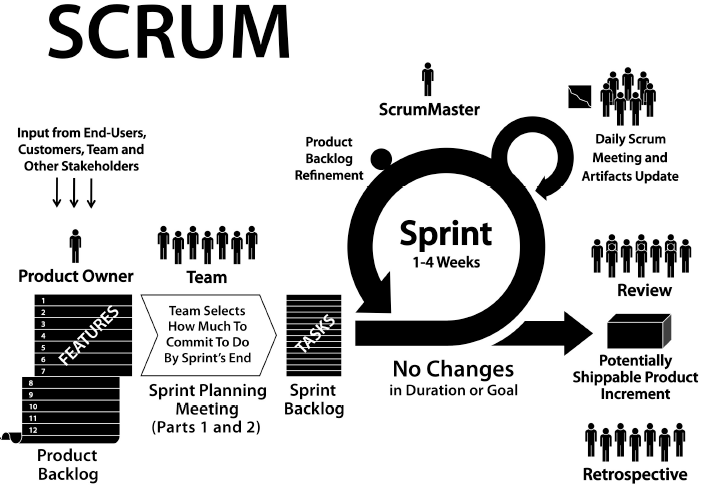 SCRUM
ScrumMaster
Input from End-Users,
Customers, Team and
Other Stakeholders
Product
Backlog
Refinement
Daily Scrum
Meeting and
Artifacts Update
Product Owner
Team
Sprint
1-4 Weeks
Review
1
2
3
4
5
6
7
FEATURES
8
9
10
11
12
Product
Backlog
Team Selects
How Much To
Commit To Do
By Sprint's End
Sprint Planning
Meeting
(Parts 1 and 2)
TASKS
Sprint
Backlog
No Changes
in Duration or Goal
Potentially
Shippable Product
Increment
Retrospective